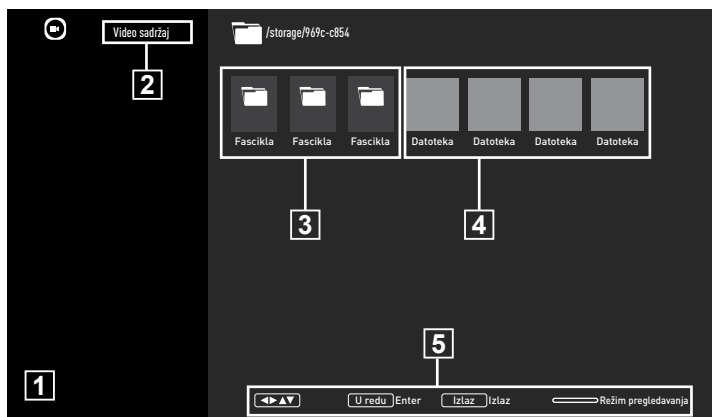 Video sadržaj
/storage/969c-c854
2
Fascikla Fascikla Fascikla Datoteka Datoteka Datoteka Datoteka
3 4
5
1
◀▶▲▼ U redu Enter Izlaz Izlaz Režim pregledavanja